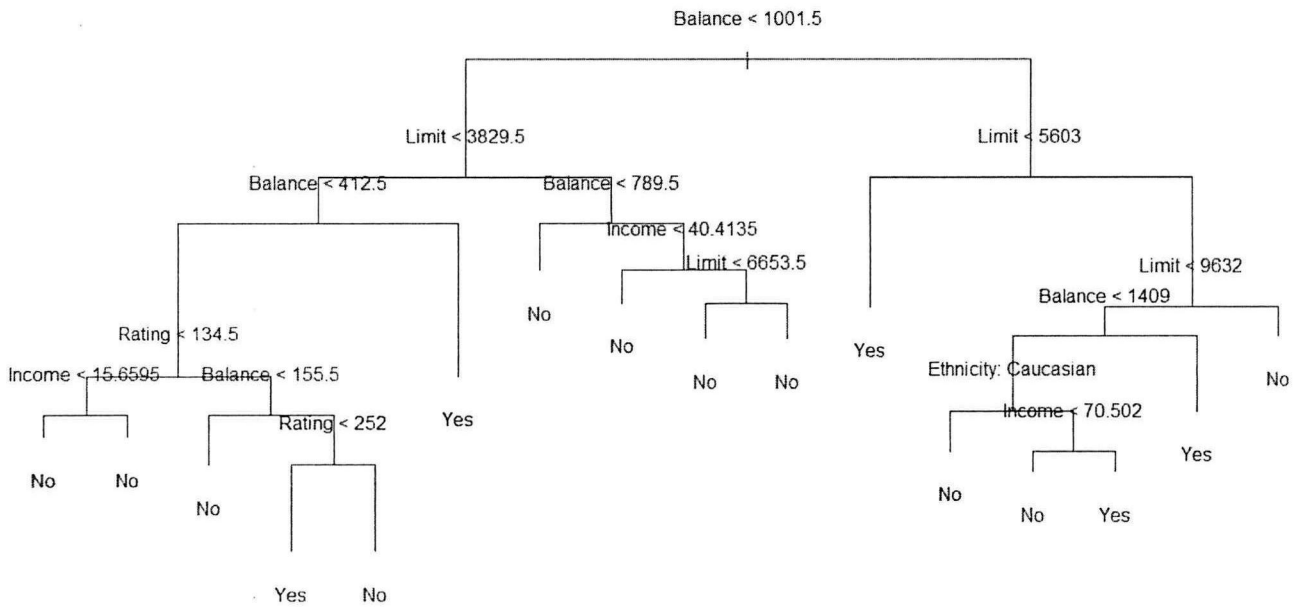 Balance < 1001.5
Limit < 3829.5
Limit < 5603
Balance < 412.5
Balance < 789.5
Income < 40.4135
Limit < 6653.5
Limit < 9632
Balance < 1409
No
Rating < 134.5
No
Yes
Income < 15.6595
Balance < 155.5
Ethnicity: Caucasian
No
No
No
Yes
Rating < 252
Income < 70.502
Yes
No
No
No
No
No
Yes
Yes
No